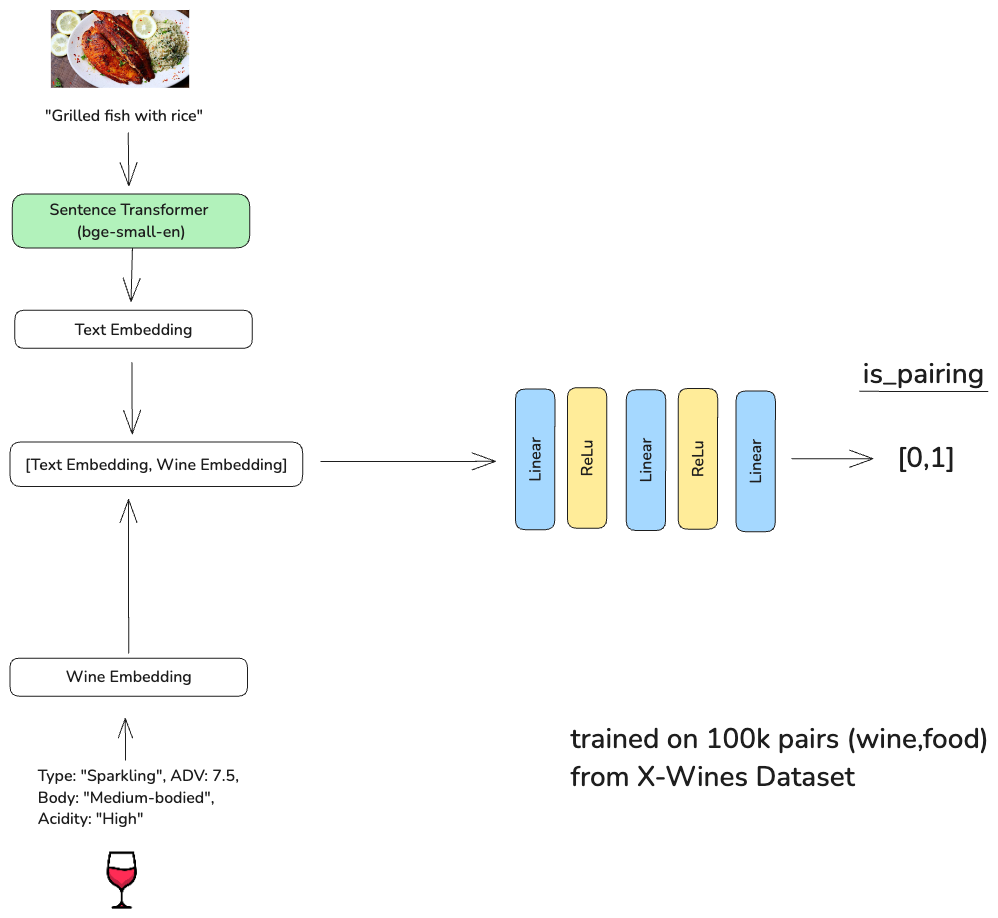 "Grilled fish with rice"
Sentence Transformer
(bge-small-en)
Text Embedding
[Text Embedding, Wine Embedding]
Linear
ReLu
Linear
ReLu
Linear
is_pairing
[0,1]
Wine Embedding
Type: "Sparkling", ADV: 7.5,
Body: "Medium-bodied",
Acidity: "High"
trained on 100k pairs (wine,food)
from X-Wines Dataset